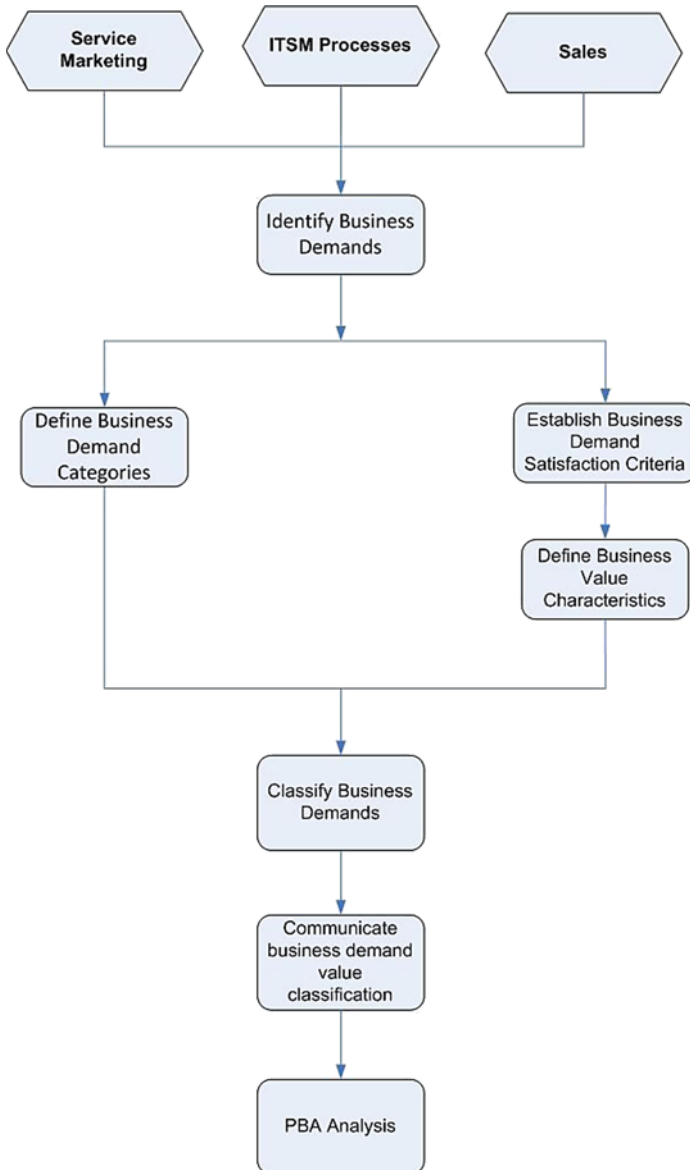 Service
Marketing
ITSM Processes
Sales
Identify Business
Demands
Define Business
Demand
Categories
Establish Business
Demand
Satisfaction Criteria
Define Business
Value
Characteristics
Classify Business
Demands
Communicate
business demand
value
classification
PBA Analysis